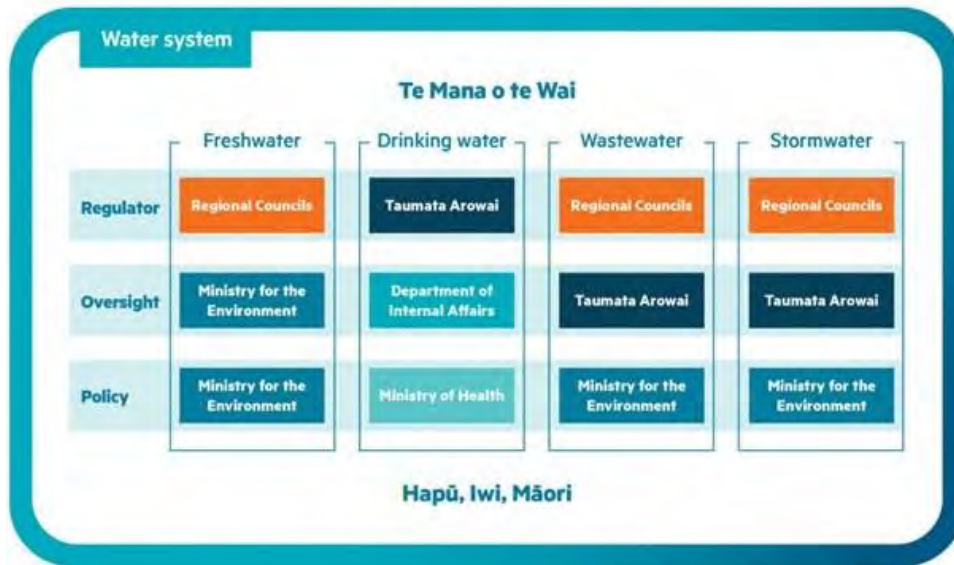 Water system
Te Mana o te Wai
Freshwater
Drinking water
Wastewater
Stormwater
Regulator
Regional Councils
Taumata Arowai
Regional Councils
Regional Councils
Oversight
Ministry for the
Environment
Department of
Internal Affairs
Taumata Arowai
Taumata Arowai
Policy
Ministry for the
Environment
Ministry of Health
Ministry for the
Environment
Ministry for the
Environment
Hapū, Iwi, Māori